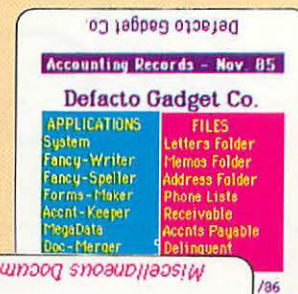 Defacto Gadget Co.
Accounting Records - Nov. 85
Defacto Gadget Co.
APPLICATIONS
System
Fancy-Writer
Fancy-Speller
Forms-Maker
Accnt-Keeper
MegaData
Doc-Merger
FILES
Letters Folder
Memos Folder
Address Folder
Phone Lists
Receivable
Accnts Payable
Delinquent
/86
Miscellaneous Docum